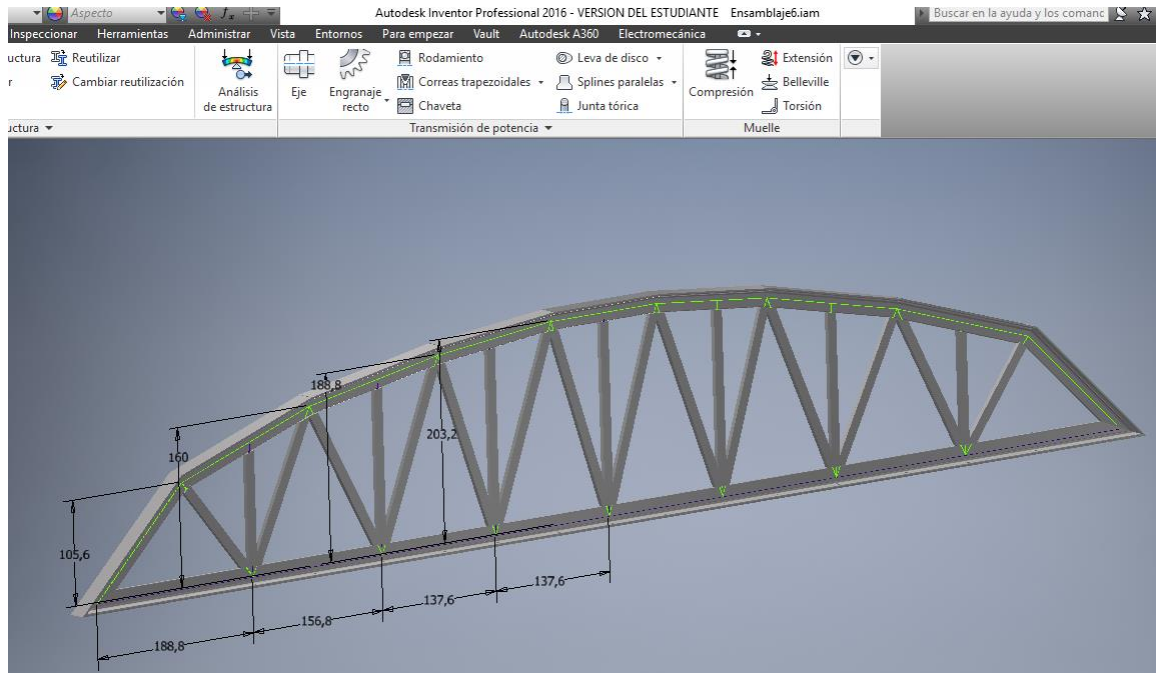 Aspecto
Autodesk Inventor Professional 2016 - VERSION DEL ESTUDIANTE Ensamblaje6.iam
Buscar en la ayuda y los comanc
Inspeccionar Herramientas Administrar Vista Entornos Para empezar Vault Autodesk A360 Electromecánica
uctura Reutilizar
r Cambiar reutilización
Análisis
de estructura
Eje
Engranaje
recto
Rodamiento
Correas trapezoidales
Chaveta
Leva de disco
Splines paralelas
Junta tórica
Compresión
Extensión
Belleville
Torsión
uctura
Transmisión de potencia
Muelle
188,8
203,2
160
105,6
137,6
137,6
156,8
188,8